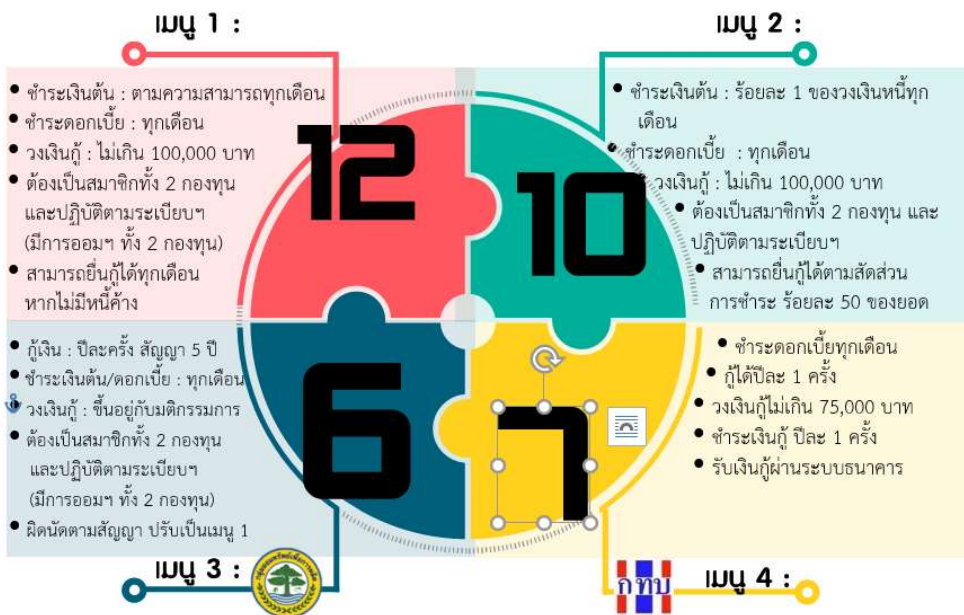 เมนู 1 :
• ชำระเงินต้น : ตามความสามารถทุกเดือน
• ชำระดอกเบี้ย : ทุกเดือน
• วงเงินกู้ : ไม่เกิน 100,000 บาท
• ต้องเป็นสมาชิกทั้ง 2 กองทุน
และปฏิบัติตามระเบียบฯ
(มีการออมฯ ทั้ง 2 กองทุน)
• สามารถยื่นกู้ได้ทุกเดือน
หากไม่มีหนี้ค้าง
12
เมนู 2 :
• ชำระเงินต้น : ร้อยละ 1 ของวงเงินหนี้ทุก
เดือน
• ชำระดอกเบี้ย : ทุกเดือน
วงเงินกู้ : ไม่เกิน 100,000 บาท
• ต้องเป็นสมาชิกทั้ง 2 กองทุน และ
ปฏิบัติตามระเบียบฯ
• สามารถยื่นกู้ได้ตามสัดส่วน
การชำระ ร้อยละ 50 ของยอด
10
• กู้เงิน : ปีละครั้ง สัญญา 5 ปี
• ชำระเงินต้น/ดอกเบี้ย : ทุกเดือน
• วงเงินกู้ : ขึ้นอยู่กับมติกรรมการ
• ต้องเป็นสมาชิกทั้ง 2 กองทุน
และปฏิบัติตามระเบียบฯ
(มีการออมฯ ทั้ง 2 กองทุน)
• ผิดนัดตามสัญญา ปรับเป็นเมนู 1
6
เมนู 3 :
• ชำระดอกเบี้ยทุกเดือน
• กู้ได้ปีละ 1 ครั้ง
• วงเงินกู้ไม่เกิน 75,000 บาท
• ชำระเงินกู้ ปีละ 1 ครั้ง
• รับเงินกู้ผ่านระบบธนาคาร
7
กทบ
เมนู 4 :